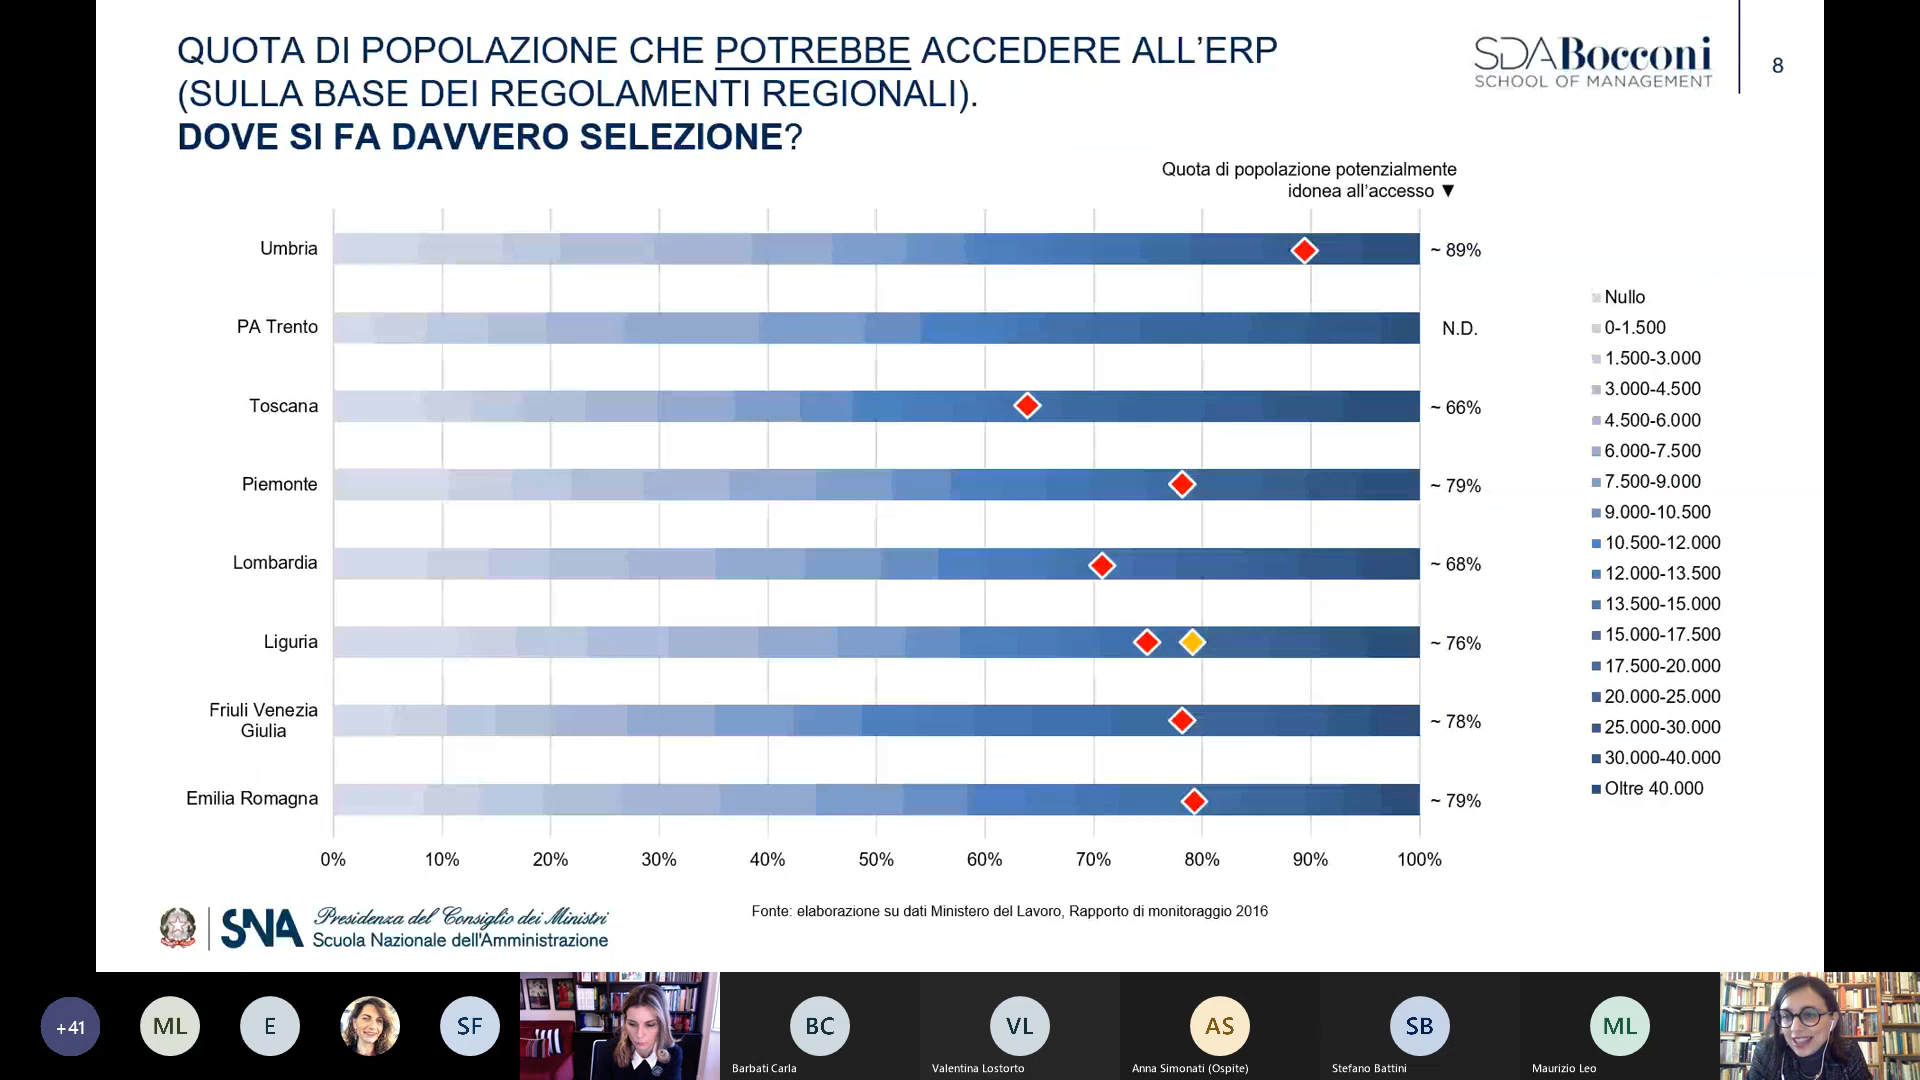 QUOTA DI POPOLAZIONE CHE POTREBBE ACCEDERE ALL'ERP
(SULLA BASE DEI REGOLAMENTI REGIONALI).
DOVE SI FA DAVVERO SELEZIONE?
SDA Bocconi
SCHOOL OF MANAGEMENT
8
Quota di popolazione potenzialmente
idonea all'accesso ▼
Umbria
~ 89%
PA Trento
N.D.
Toscana
~ 66%
Piemonte
~ 79%
Lombardia
~ 68%
Liguria
~ 76%
Friuli Venezia
Giulia
~ 78%
Emilia Romagna
~ 79%
0% 10% 20% 30% 40% 50% 60% 70% 80% 90% 100%
Nullo
0-1.500
1.500-3.000
3.000-4.500
4.500-6.000
6.000-7.500
7.500-9.000
9.000-10.500
10.500-12.000
12.000-13.500
13.500-15.000
15.000-17.500
17.500-20.000
20.000-25.000
25.000-30.000
30.000-40.000
Oltre 40.000
SNA
Presidenza del Consiglio dei Ministri
Scuola Nazionale dell'Amministrazione
Fonte: elaborazione su dati Ministero del Lavoro, Rapporto di monitoraggio 2016
+41
ML
E
SF
BC
Barbati Carla
VL
Valentina Lostorto
AS
Anna Simonati (Ospite)
SB
Stefano Battini
ML
Maurizio Leo